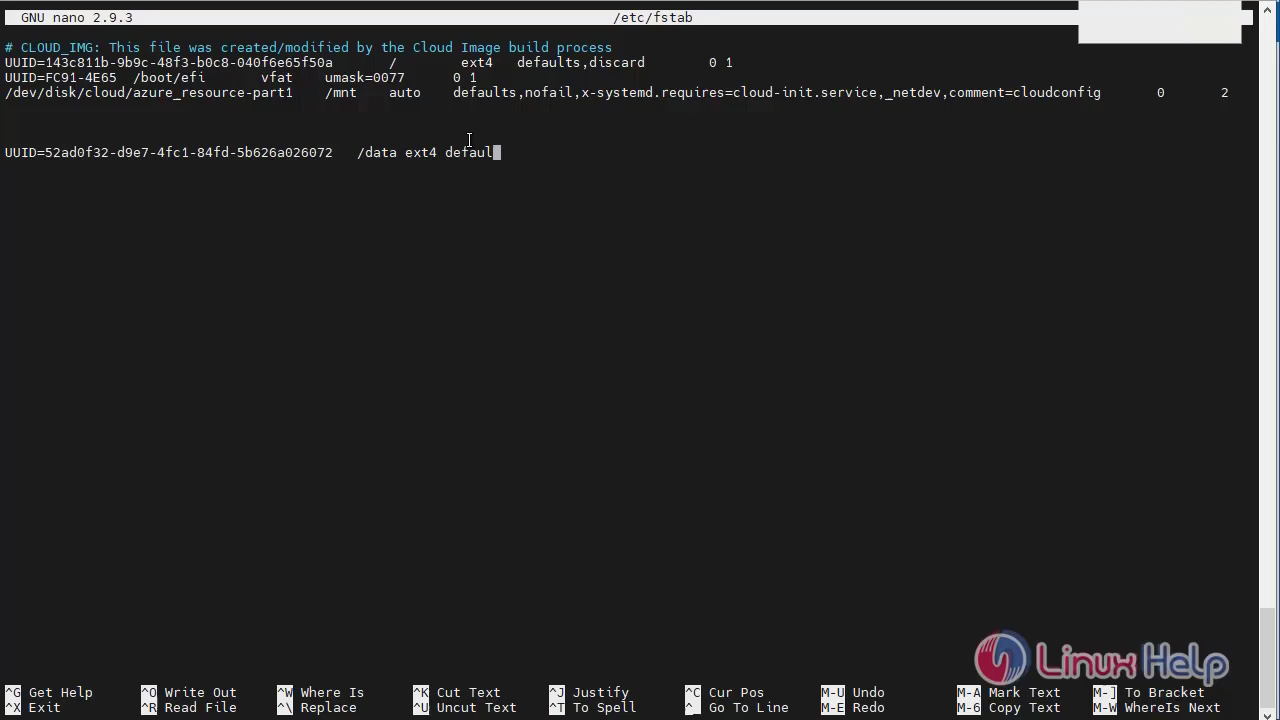 GNU nano 2.9.3 /etc/fstab
# CLOUD_IMG: This file was created/modified by the Cloud Image build process
UUID=143c811b-9b9c-48f3-b0c8-040f6e65f50a / ext4 defaults,discard 0 1
UUID=FC91-4E65 /boot/efi vfat umask=0077 0 1
/dev/disk/cloud/azure_resource-part1 /mnt auto defaults,nofail,x-systemd.requires=cloud-init.service,_netdev,comment=cloudconfig 0 2
UUID=52ad0f32-d9e7-4fc1-84fd-5b626a026072 /data ext4 defaul
Linux Help
^G Get Help ^O Write Out ^W Where Is ^K Cut Text ^J Justify ^C Cur Pos M-U Undo M-A Mark Text M-] To Bracket
^X Exit ^R Read File ^\ Replace ^U Uncut Text ^T To Spell ^_ Go To Line M-E Redo M-6 Copy Text M-W WhereIs Next